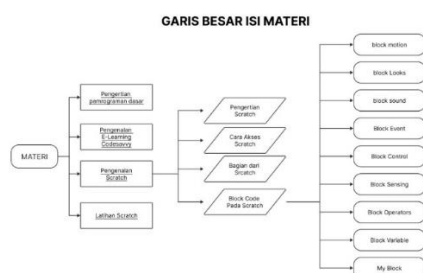 GARIS BESAR ISI MATERI
MATERI
Pengertian
pemrograman dasar
Pengenalan
E-Learning
Codesavvy
Pengenalan
Scratch
Latihan Scratch
Pengertian
Scratch
Cara Akses
Scratch
Bagian dari
Srcatch
Block Code
Pada Scratch
block motion
block Looks
block sound
Block Event
Block Control
Block Sensing
Block Operators
Block Variable
My Block